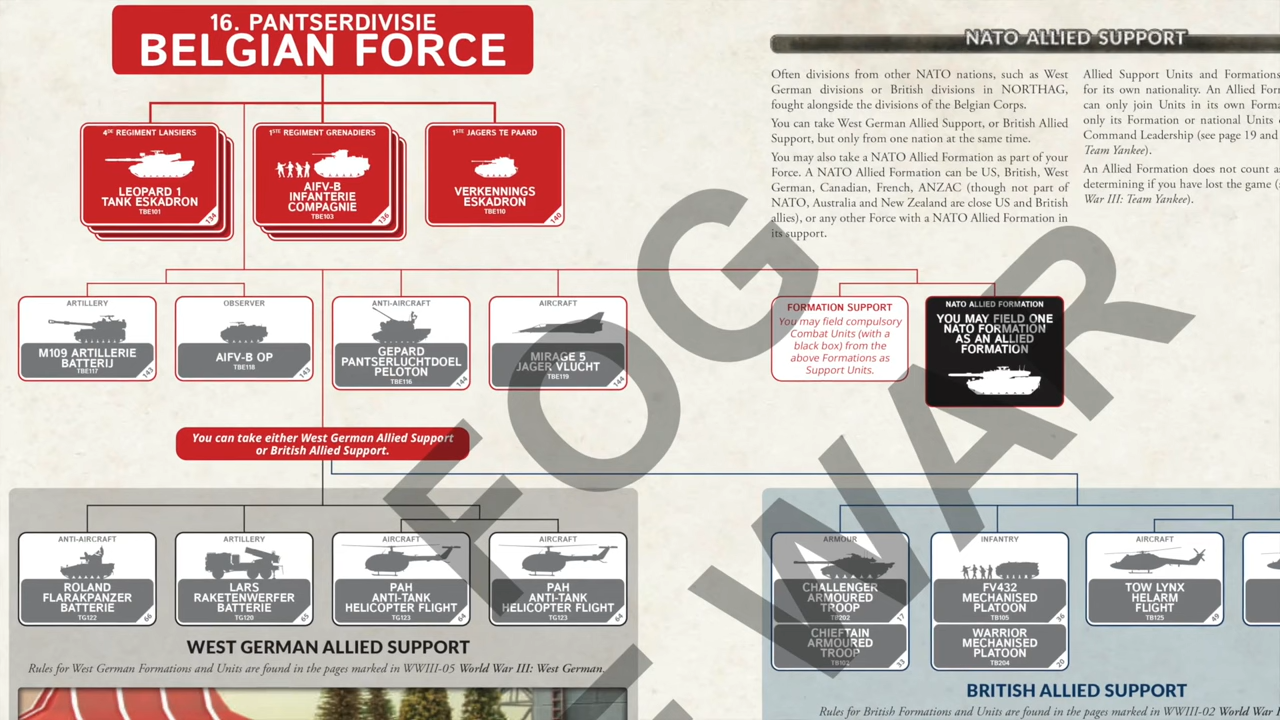 16. PANTSERDIVISIE
BELGIAN FORCE
4DE REGIMENT LANSIERS
LEOPARD 1
TANK ESKADRON
TBE101
134
1STE REGIMENT GRENADIERS
AIFV-B
INFANTERIE
COMPAGNIE
TBE103
136
1STE JAGERS TE PAARD
VERKENNINGS
ESKADRON
TBE110
140
NATO ALLIED SUPPORT
Often divisions from other NATO nations, such as West
German divisions or British divisions in NORTHAG,
fought alongside the divisions of the Belgian Corps.
You can take West German Allied Support, or British Allied
Support, but only from one nation at the same time.
You may also take a NATO Allied Formation as part of your
Force. A NATO Allied Formation can be US, British, West
German, Canadian, French, ANZAC (though not part of
NATO, Australia and New Zealand are close US and British
allies), or any other Force with a NATO Allied Formation in
its support.
Allied Support Units and Formations
for its own nationality. An Allied For
can only join Units in its own Form
only its Formation or national Units
Command Leadership (see page 19 and
Team Yankee).
An Allied Formation does not count as
determining if you have lost the game (
War III: Team Yankee).
ARTILLERY
M109 ARTILLERIE
BATTERIJ
TBE117
143
OBSERVER
AIFV-B OP
TBE118
143
ANTI-AIRCRAFT
GEPARD
PANTSERLUCHTDOEL
PELOTON
TBE116
144
AIRCRAFT
MIRAGE 5
JAGER VLUCHT
TBE119
144
FORMATION SUPPORT
You may field compulsory
Combat Units (with a
black box) from the
above Formations as
Support Units.
NATO ALLIED FORMATION
YOU MAY FIELD ONE
NATO FORMATION
AS AN ALLIED
FORMATION
You can take either West German Allied Support
or British Allied Support.
ANTI-AIRCRAFT
ROLAND
FLARAKPANZER
BATTERIE
TG122
66
ARTILLERY
LARS
RAKETENWERFER
BATTERIE
TG120
65
AIRCRAFT
PAH
ANTI-TANK
HELICOPTER FLIGHT
TG123
64
AIRCRAFT
PAH
ANTI-TANK
HELICOPTER FLIGHT
TG123
64
WEST GERMAN ALLIED SUPPORT
Rules for West German Formations and Units are found in the pages marked in WWIII-05 World War III: West German.
ARMOUR
CHALLENGER
ARMOURED
TROOP
TB202
17
CHIEFTAIN
ARMOURED
TROOP
TB102
33
INFANTRY
FV432
MECHANISED
PLATOON
TB105
36
WARRIOR
MECHANISED
PLATOON
TB204
20
AIRCRAFT
TOW LYNX
HELARM
FLIGHT
TB125
49
BRITISH ALLIED SUPPORT
Rules for British Formations and Units are found in the pages marked in WWIII-02 World War I
FOG
WAR